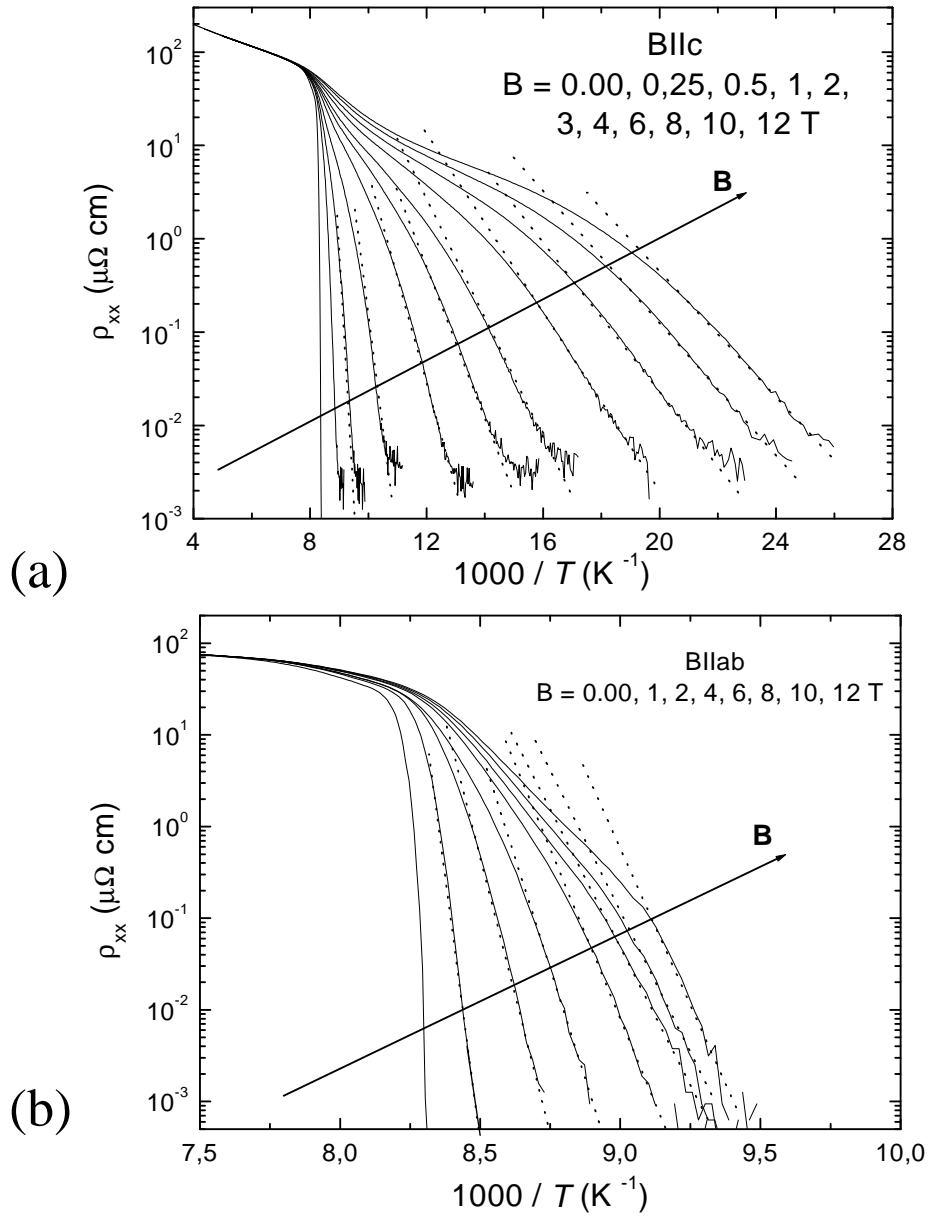 BIIc
B = 0.00, 0,25, 0.5, 1, 2,
3, 4, 6, 8, 10, 12 T
B
10²
10¹
10⁰
10⁻¹
10⁻²
10⁻³
ρxx (μΩ cm)
4 8 12 16 20 24 28
1000 / T (K⁻¹)
(a)
BIIab
B = 0.00, 1, 2, 4, 6, 8, 10, 12 T
B
10²
10¹
10⁰
10⁻¹
10⁻²
10⁻³
ρxx (μΩ cm)
7,5 8,0 8,5 9,0 9,5 10,0
1000 / T (K⁻¹)
(b)